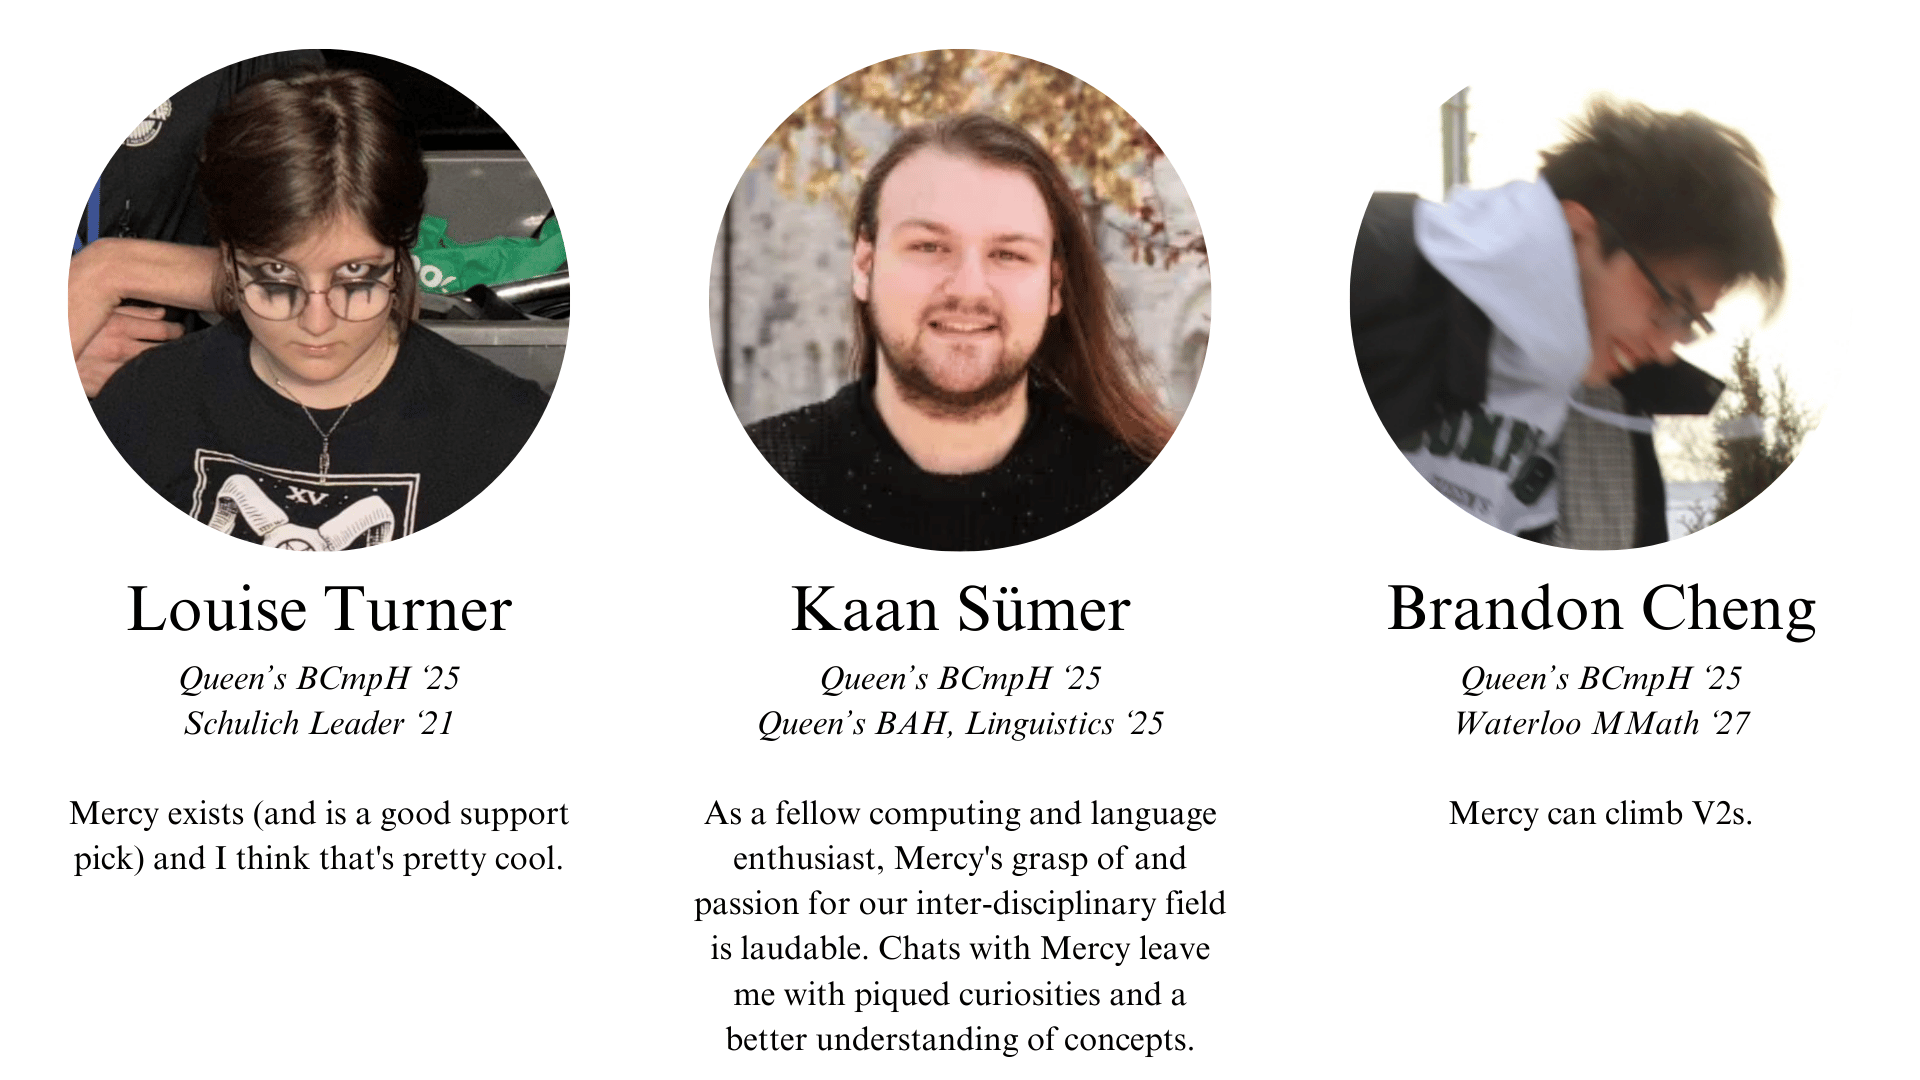 XV
Louise Turner
Queen’s BCmpH ‘25
Schulich Leader ‘21
Mercy exists (and is a good support
pick) and I think that's pretty cool.
Kaan Sümer
Queen’s BCmpH ‘25
Queen’s BAH, Linguistics ‘25
As a fellow computing and language
enthusiast, Mercy's grasp of and
passion for our inter-disciplinary field
is laudable. Chats with Mercy leave
me with piqued curiosities and a
better understanding of concepts.
Brandon Cheng
Queen’s BCmpH ‘25
Waterloo MMath ‘27
Mercy can climb V2s.